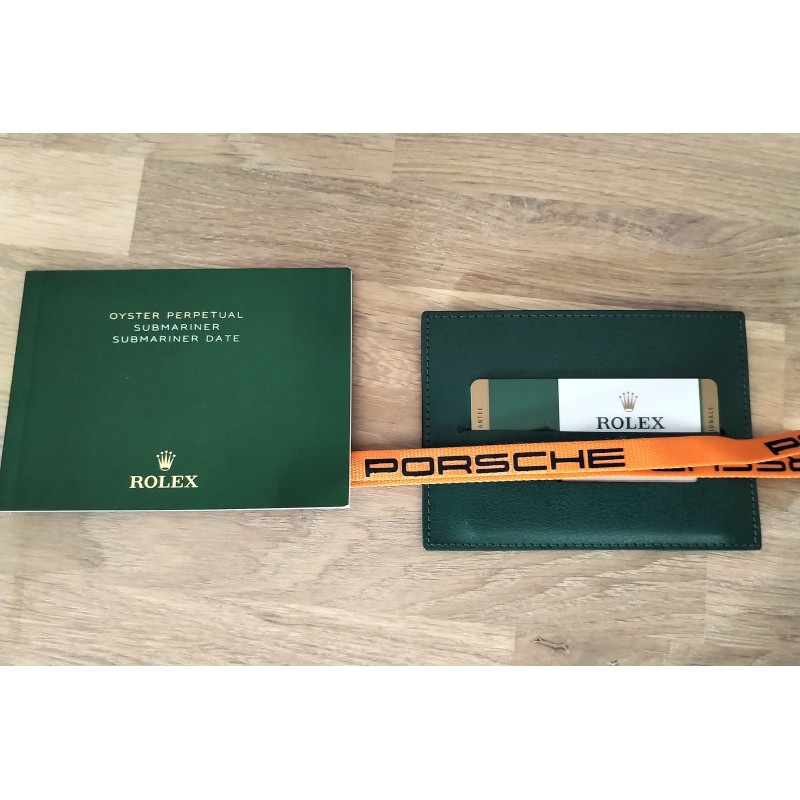 OYSTER PERPETUAL
SUBMARINER
SUBMARINER DATE
ROLEX
ROLEX
PORSCHE